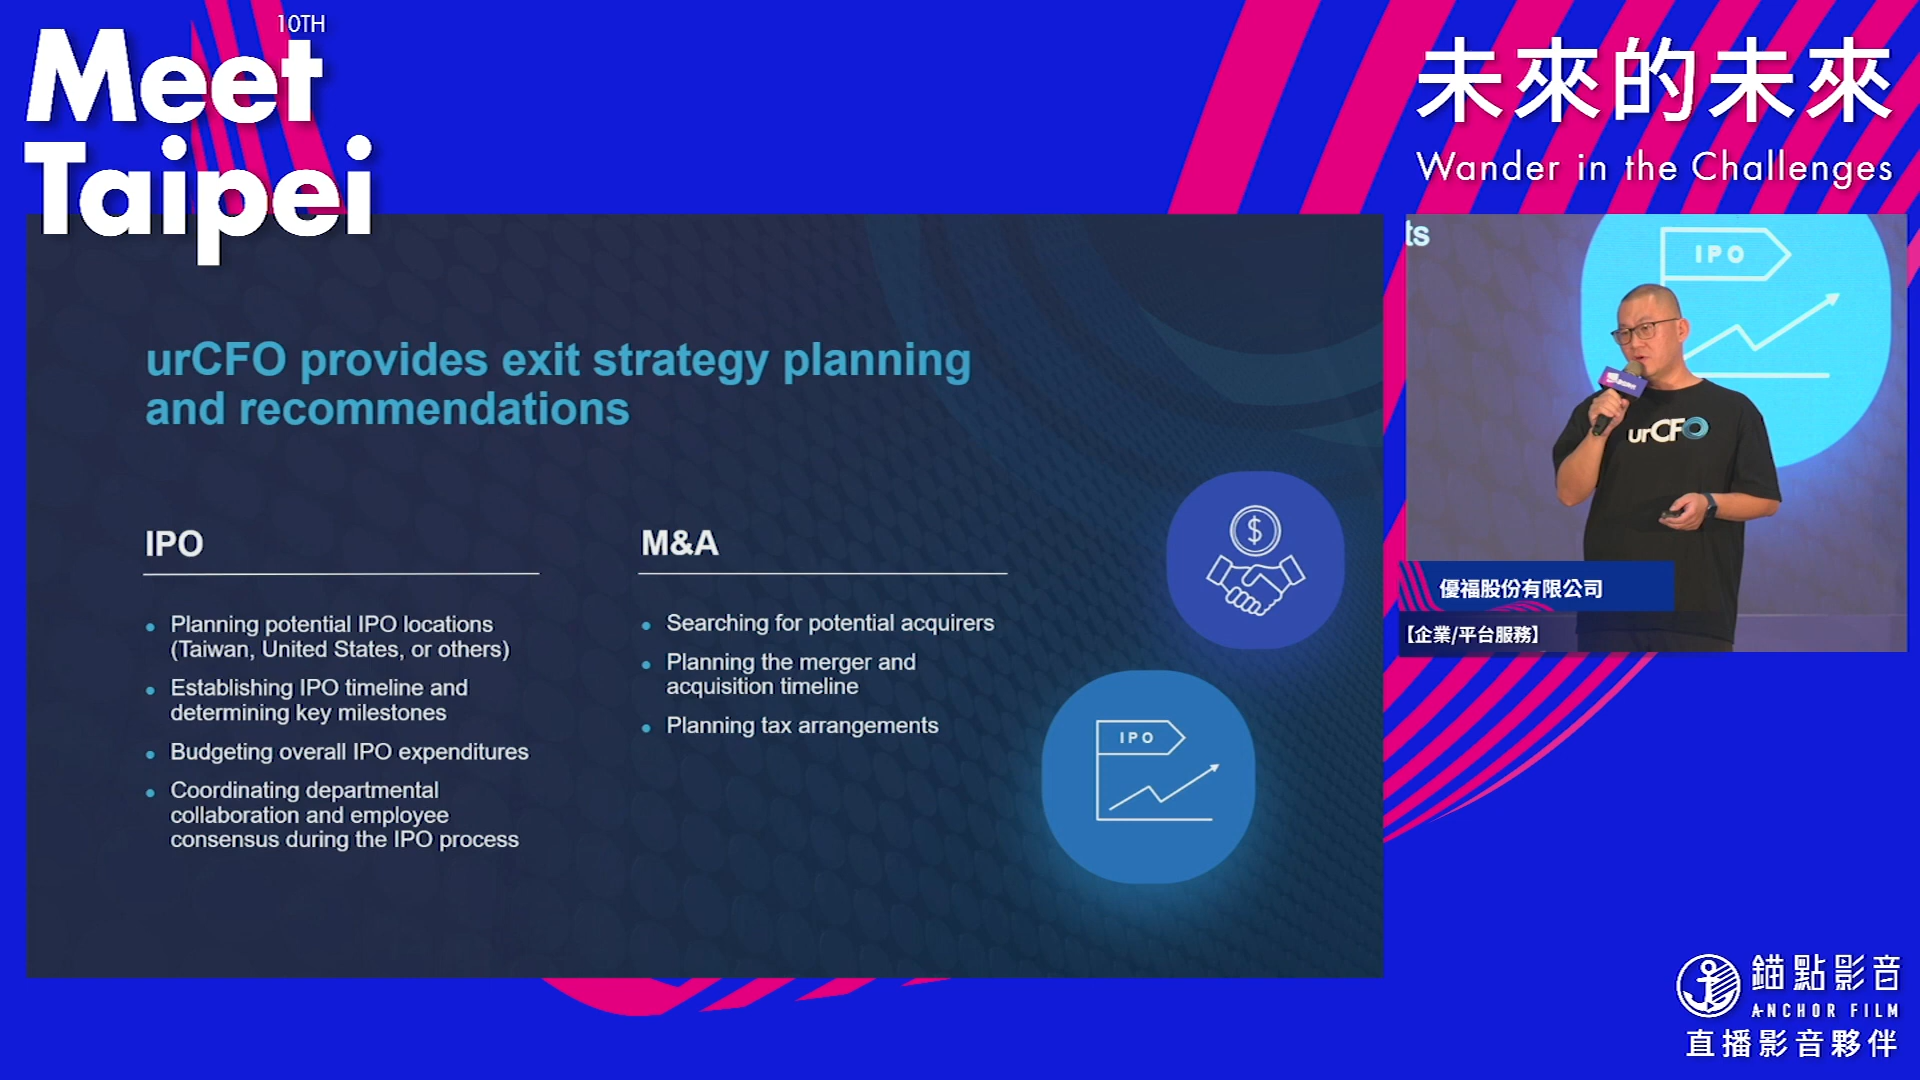 10TH
Meet
Taipei
未來的未來
Wander in the Challenges
urCFO provides exit strategy planning
and recommendations
IPO
Planning potential IPO locations
(Taiwan, United States, or others)
Establishing IPO timeline and
determining key milestones
Budgeting overall IPO expenditures
Coordinating departmental
collaboration and employee
consensus during the IPO process
M&A
Searching for potential acquirers
Planning the merger and
acquisition timeline
Planning tax arrangements
$
IPO
ts
IPO
urCFO
優福股份有限公司
【企業/平台服務】
錨點影音
ANCHOR FILM
直播影音夥伴